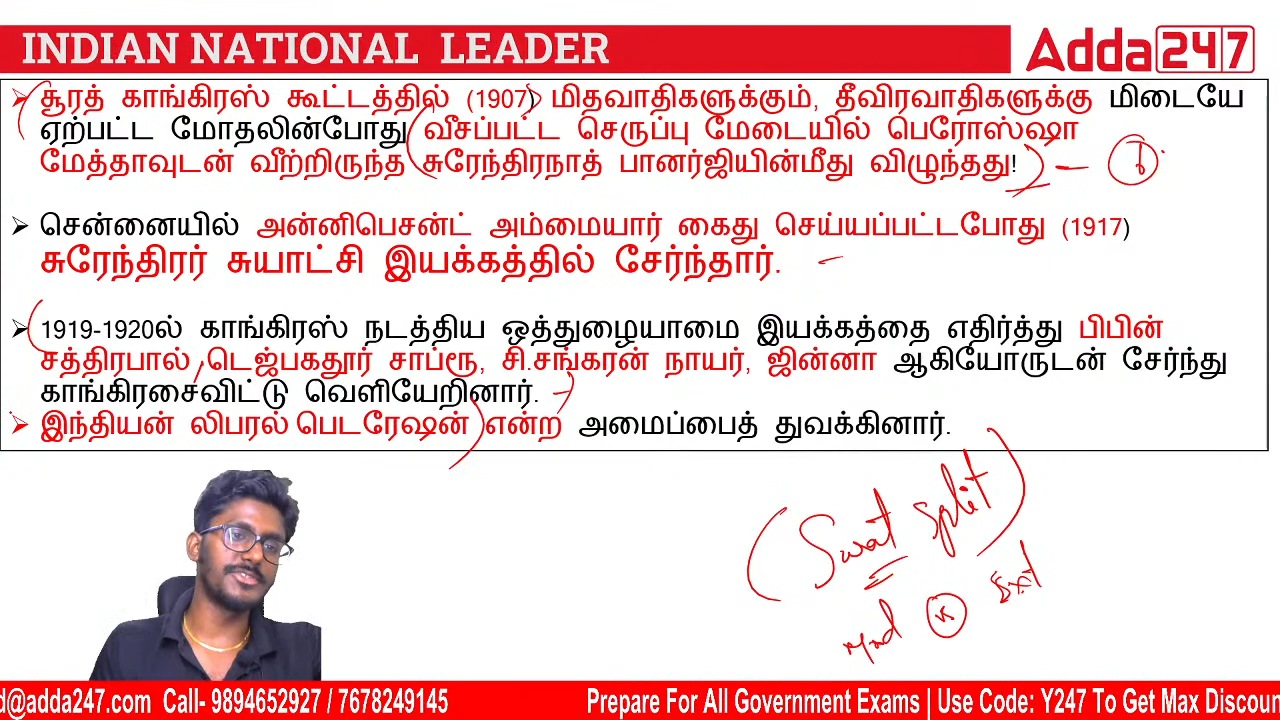 INDIAN NATIONAL LEADER
Adda247
சூரத் காங்கிரஸ் கூட்டத்தில் (1907) மிதவாதிகளுக்கும், தீவிரவாதிகளுக்கு மிடையே
ஏற்பட்ட மோதலின்போது வீசப்பட்ட செருப்பு மேடையில் பெரோஸ்ஷா
மேத்தாவுடன் வீற்றிருந்த சுரேந்திரநாத் பானர்ஜியின்மீது விழுந்தது!
சென்னையில் அன்னிபெசன்ட் அம்மையார் கைது செய்யப்பட்டபோது (1917)
சுரேந்திரர் சுயாட்சி இயக்கத்தில் சேர்ந்தார்.
1919-1920ல் காங்கிரஸ் நடத்திய ஒத்துழையாமை இயக்கத்தை எதிர்த்து பிபின்
சத்திரபால், டெஜ்பகதூர் சாப்ரூ, சி.சங்கரன் நாயர், ஜின்னா ஆகியோருடன் சேர்ந்து
காங்கிரசைவிட்டு வெளியேறினார்.
இந்தியன் லிபரல் பெடரேஷன் என்ற அமைப்பைத் துவக்கினார்.
(Surat split)
Mod vs Ext
d@adda247.com Call- 9894652927 / 7678249145 Prepare For All Government Exams | Use Code: Y247 To Get Max Discoun